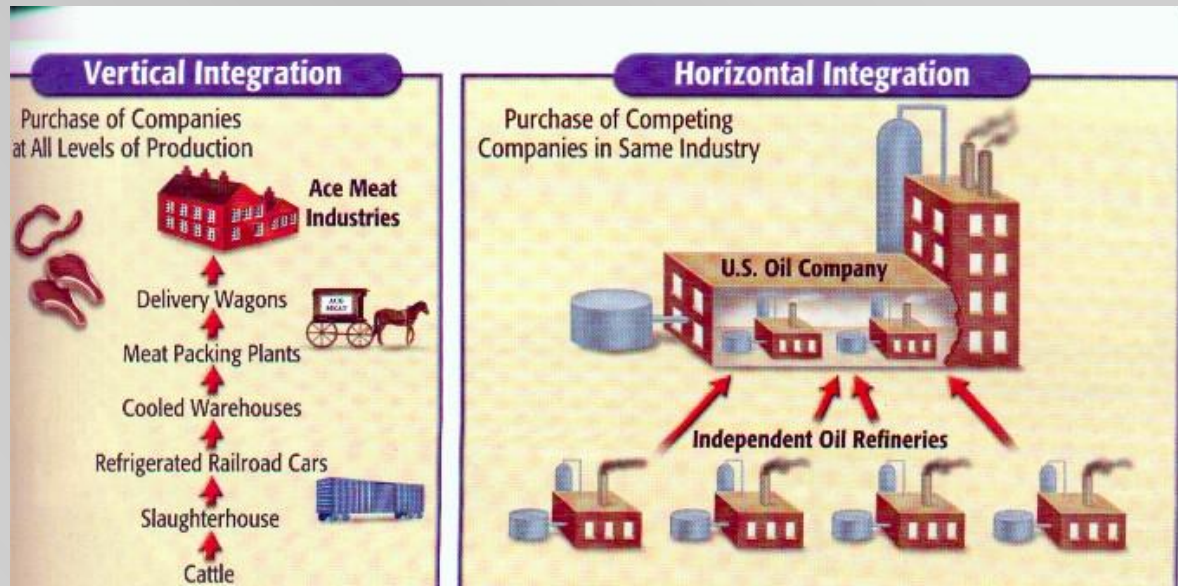 Vertical Integration
Purchase of Companies
at All Levels of Production
Ace Meat
Industries
ACE
MEAT
Delivery Wagons
Meat Packing Plants
Cooled Warehouses
Refrigerated Railroad Cars
Slaughterhouse
Cattle
Horizontal Integration
Purchase of Competing
Companies in Same Industry
U.S. Oil Company
Independent Oil Refineries